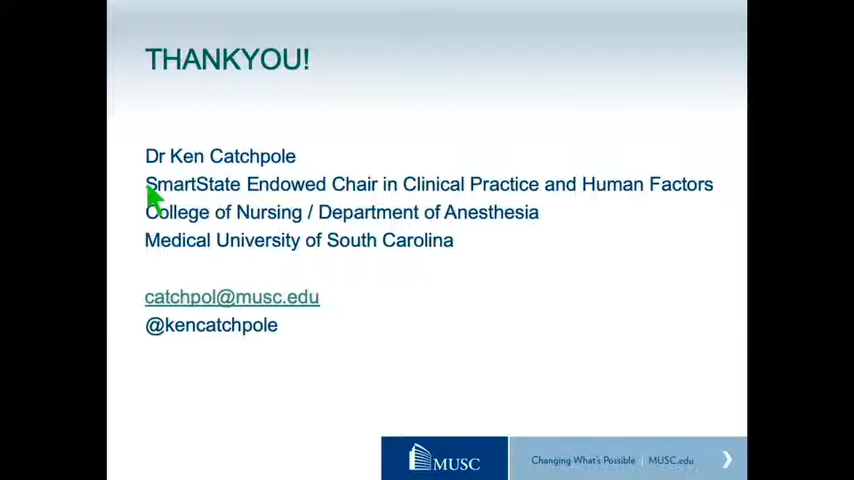 THANKYOU!
Dr Ken Catchpole
SmartState Endowed Chair in Clinical Practice and Human Factors
College of Nursing / Department of Anesthesia
Medical University of South Carolina
catchpol@musc.edu
@kencatchpole
MUSC
Changing What's Possible | MUSC.edu